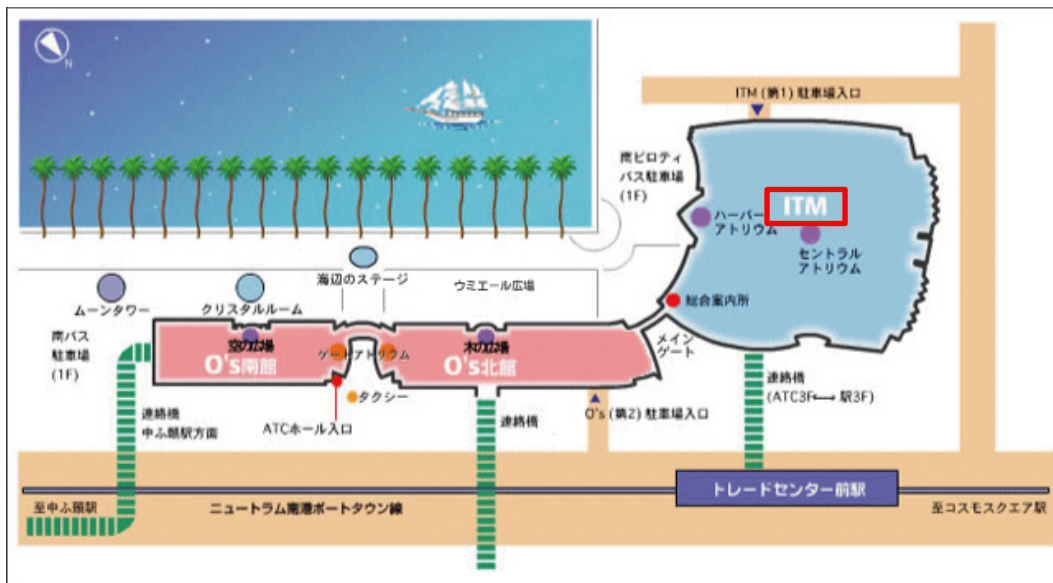 N
ITM (第1) 駐車場入口
南ピロティ
バス駐車場
(1F)
ITM
ハーバー
アトリウム
セントラル
アトリウム
海辺のステージ
ウミエール広場
ムーンタワー
クリスタルルーム
総合案内所
南バス
駐車場
(1F)
空の広場
O's南館
ゲートアトリウム
木の広場
O's北館
メイン
ゲート
タクシー
ATCホール入口
連絡橋
中ふ頭駅方面
連絡橋
O's (第2) 駐車場入口
連絡橋
(ATC3F⟷駅3F)
トレードセンター前駅
至中ふ頭駅
ニュートラム南港ポートタウン線
至コスモスクエア駅